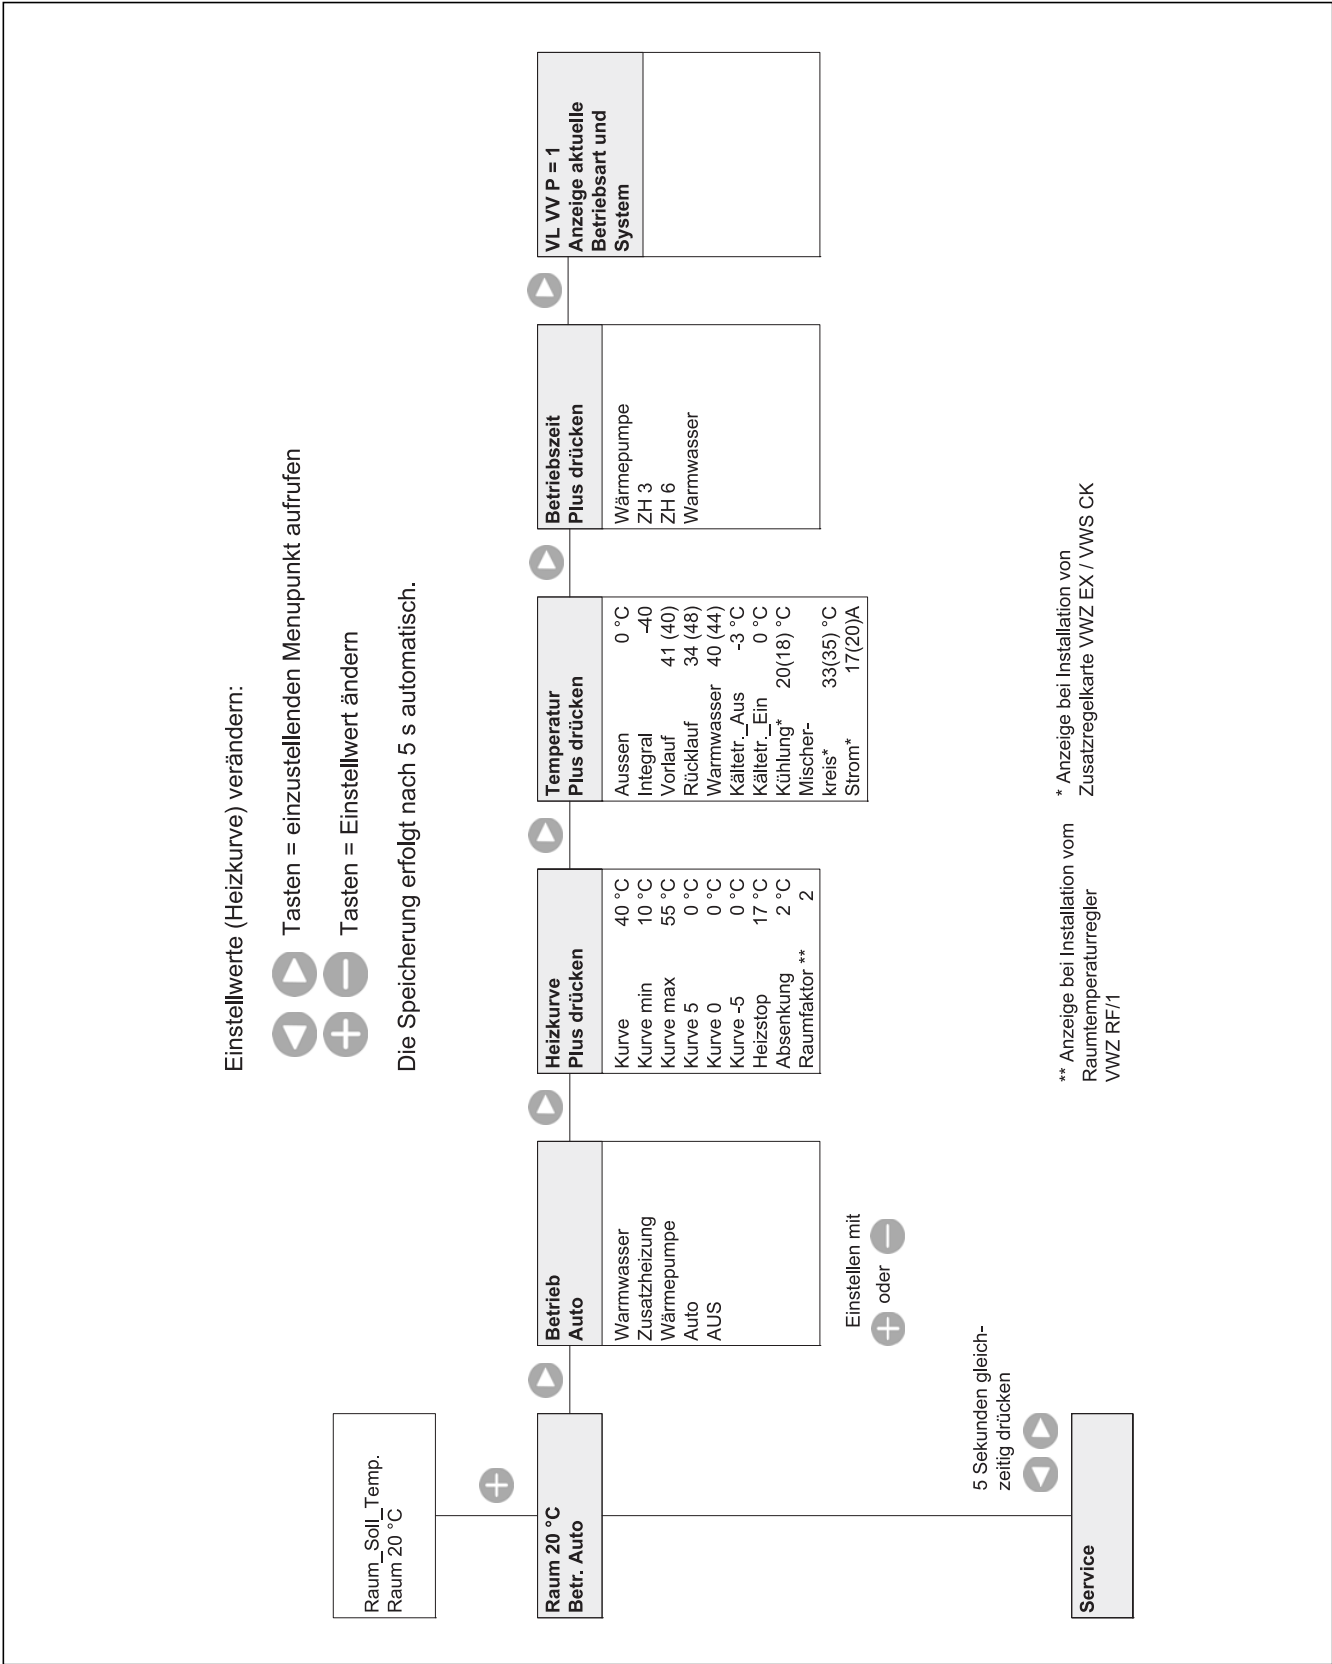 Einstellwerte (Heizkurve) verändern:
Tasten = einzustellenden Menupunkt aufrufen
Tasten = Einstellwert ändern
Die Speicherung erfolgt nach 5 s automatisch.
Raum_Soll_Temp.
Raum 20 °C
Raum 20 °C
Betr. Auto
Betrieb
Auto
Warmwasser
Zusatzheizung
Wärmepumpe
Auto
AUS
Einstellen mit
oder
Heizkurve
Plus drücken
Kurve 40 °C
Kurve min 10 °C
Kurve max 55 °C
Kurve 5 0 °C
Kurve 0 0 °C
Kurve -5 0 °C
Heizstop 17 °C
Absenkung 2 °C
Raumfaktor ** 2
Temperatur
Plus drücken
Aussen 0 °C
Integral -40
Vorlauf 41 (40)
Rücklauf 34 (48)
Warmwasser 40 (44)
Kältetr._Aus -3 °C
Kältetr._Ein 0 °C
Kühlung* 20(18) °C
Mischer-
kreis* 33(35) °C
Strom* 17(20)A
Betriebszeit
Plus drücken
Wärmepumpe
ZH 3
ZH 6
Warmwasser
VL VV P = 1
Anzeige aktuelle
Betriebsart und
System
5 Sekunden gleich-
zeitig drücken
Service
** Anzeige bei Installation vom
Raumtemperaturregler
VWZ RF/1
* Anzeige bei Installation von
Zusatzregelkarte VWZ EX / VWS CK